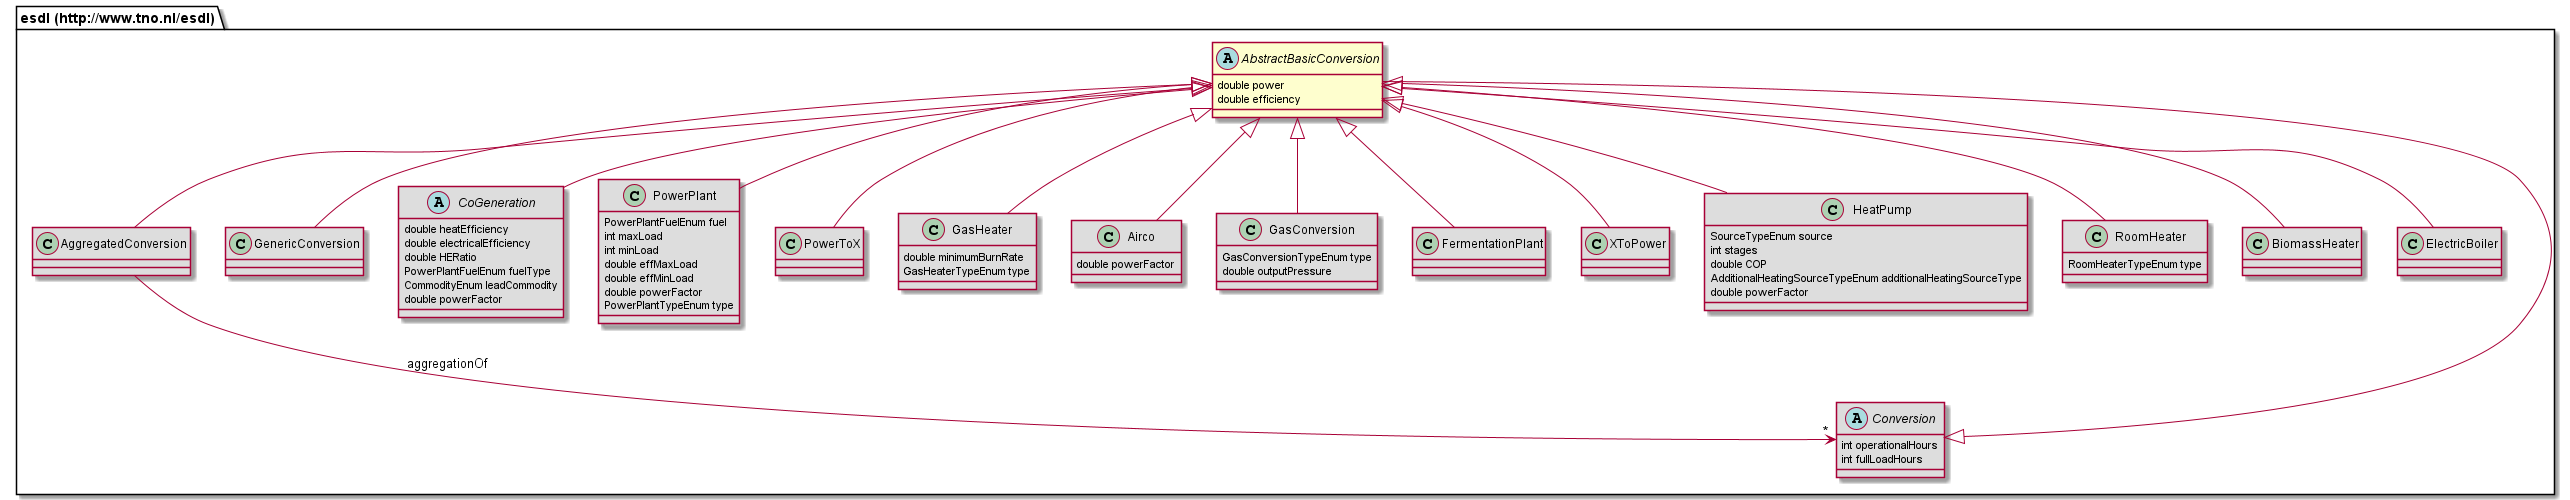 esdl (http://www.tno.nl/esdl)
A AbstractBasicConversion
double power
double efficiency
C AggregatedConversion
C GenericConversion
A CoGeneration
double heatEfficiency
double electricalEfficiency
double HERatio
PowerPlantFuelEnum fuelType
CommodityEnum leadCommodity
double powerFactor
C PowerPlant
PowerPlantFuelEnum fuel
int maxLoad
int minLoad
double effMaxLoad
double effMinLoad
double powerFactor
PowerPlantTypeEnum type
C PowerToX
C GasHeater
double minimumBurnRate
GasHeaterTypeEnum type
C Airco
double powerFactor
C GasConversion
GasConversionTypeEnum type
double outputPressure
C FermentationPlant
C XToPower
C HeatPump
SourceTypeEnum source
int stages
double COP
AdditionalHeatingSourceTypeEnum additionalHeatingSourceType
double powerFactor
C RoomHeater
RoomHeaterTypeEnum type
C BiomassHeater
C ElectricBoiler
aggregationOf
*
A Conversion
int operationalHours
int fullLoadHours